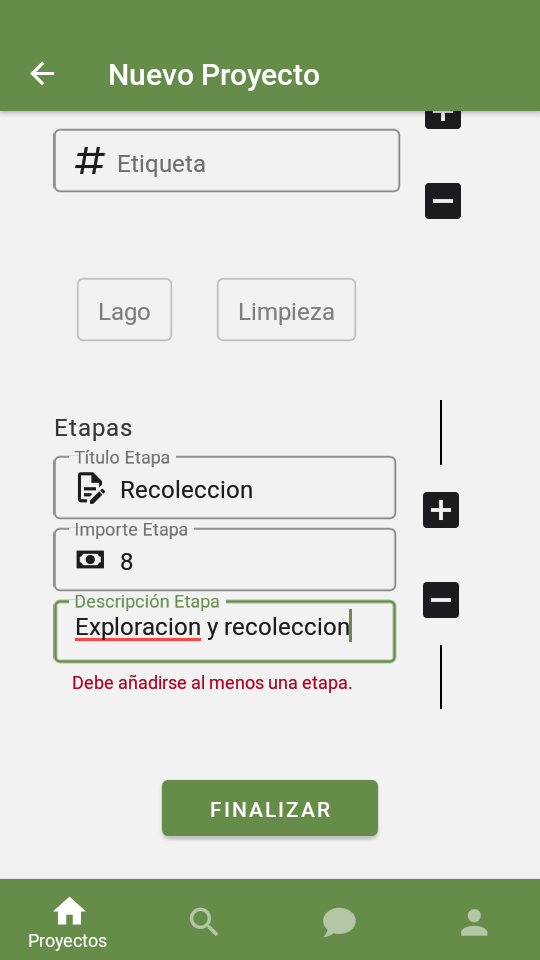 Nuevo Proyecto
Etiqueta
Lago
Limpieza
Etapas
Título Etapa
Recoleccion
Importe Etapa
8
Descripción Etapa
Exploracion y recoleccion
Debe añadirse al menos una etapa.
FINALIZAR
Proyectos